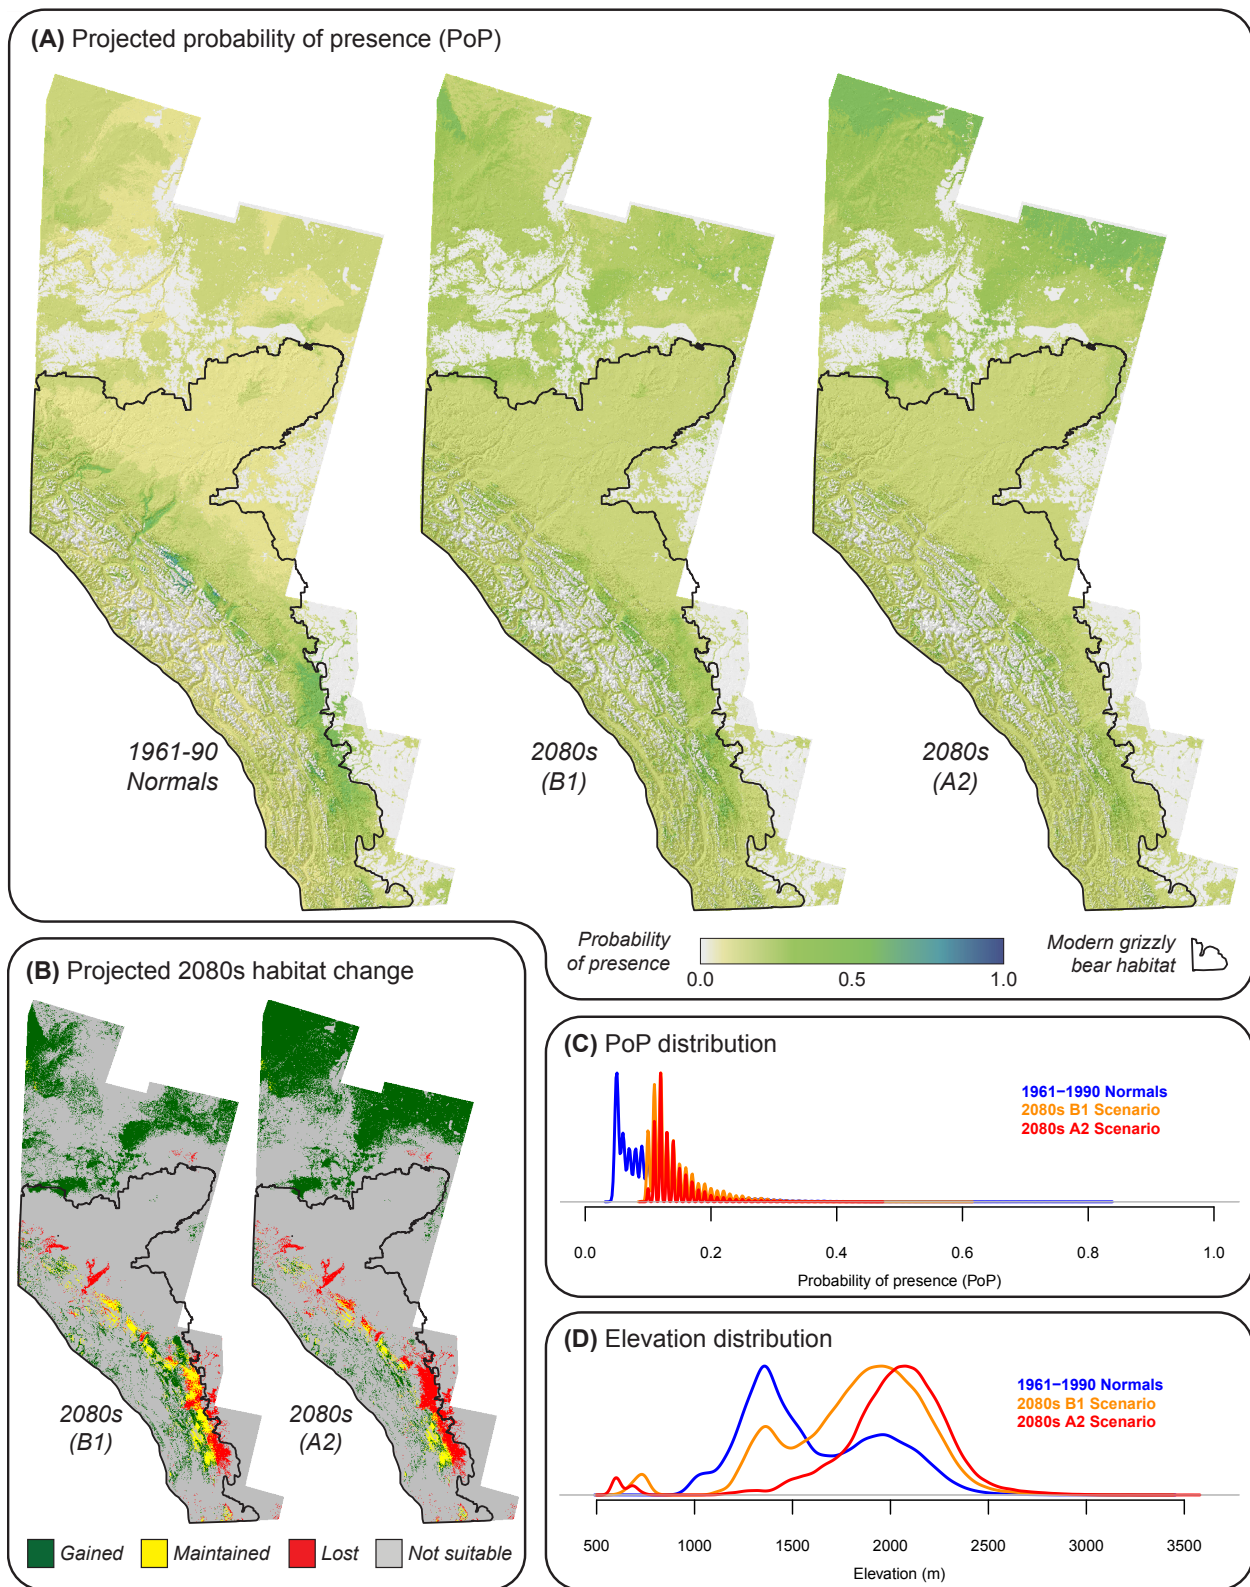 (A) Projected probability of presence (PoP)
1961-90
Normals
2080s
(B1)
2080s
(A2)
Probability
of presence
0.0
0.5
1.0
Modern grizzly
bear habitat
(B) Projected 2080s habitat change
2080s
(B1)
2080s
(A2)
Gained
Maintained
Lost
Not suitable
(C) PoP distribution
1961−1990 Normals
2080s B1 Scenario
2080s A2 Scenario
0.0 0.2 0.4 0.6 0.8 1.0
Probability of presence (PoP)
(D) Elevation distribution
1961−1990 Normals
2080s B1 Scenario
2080s A2 Scenario
500 1000 1500 2000 2500 3000 3500
Elevation (m)